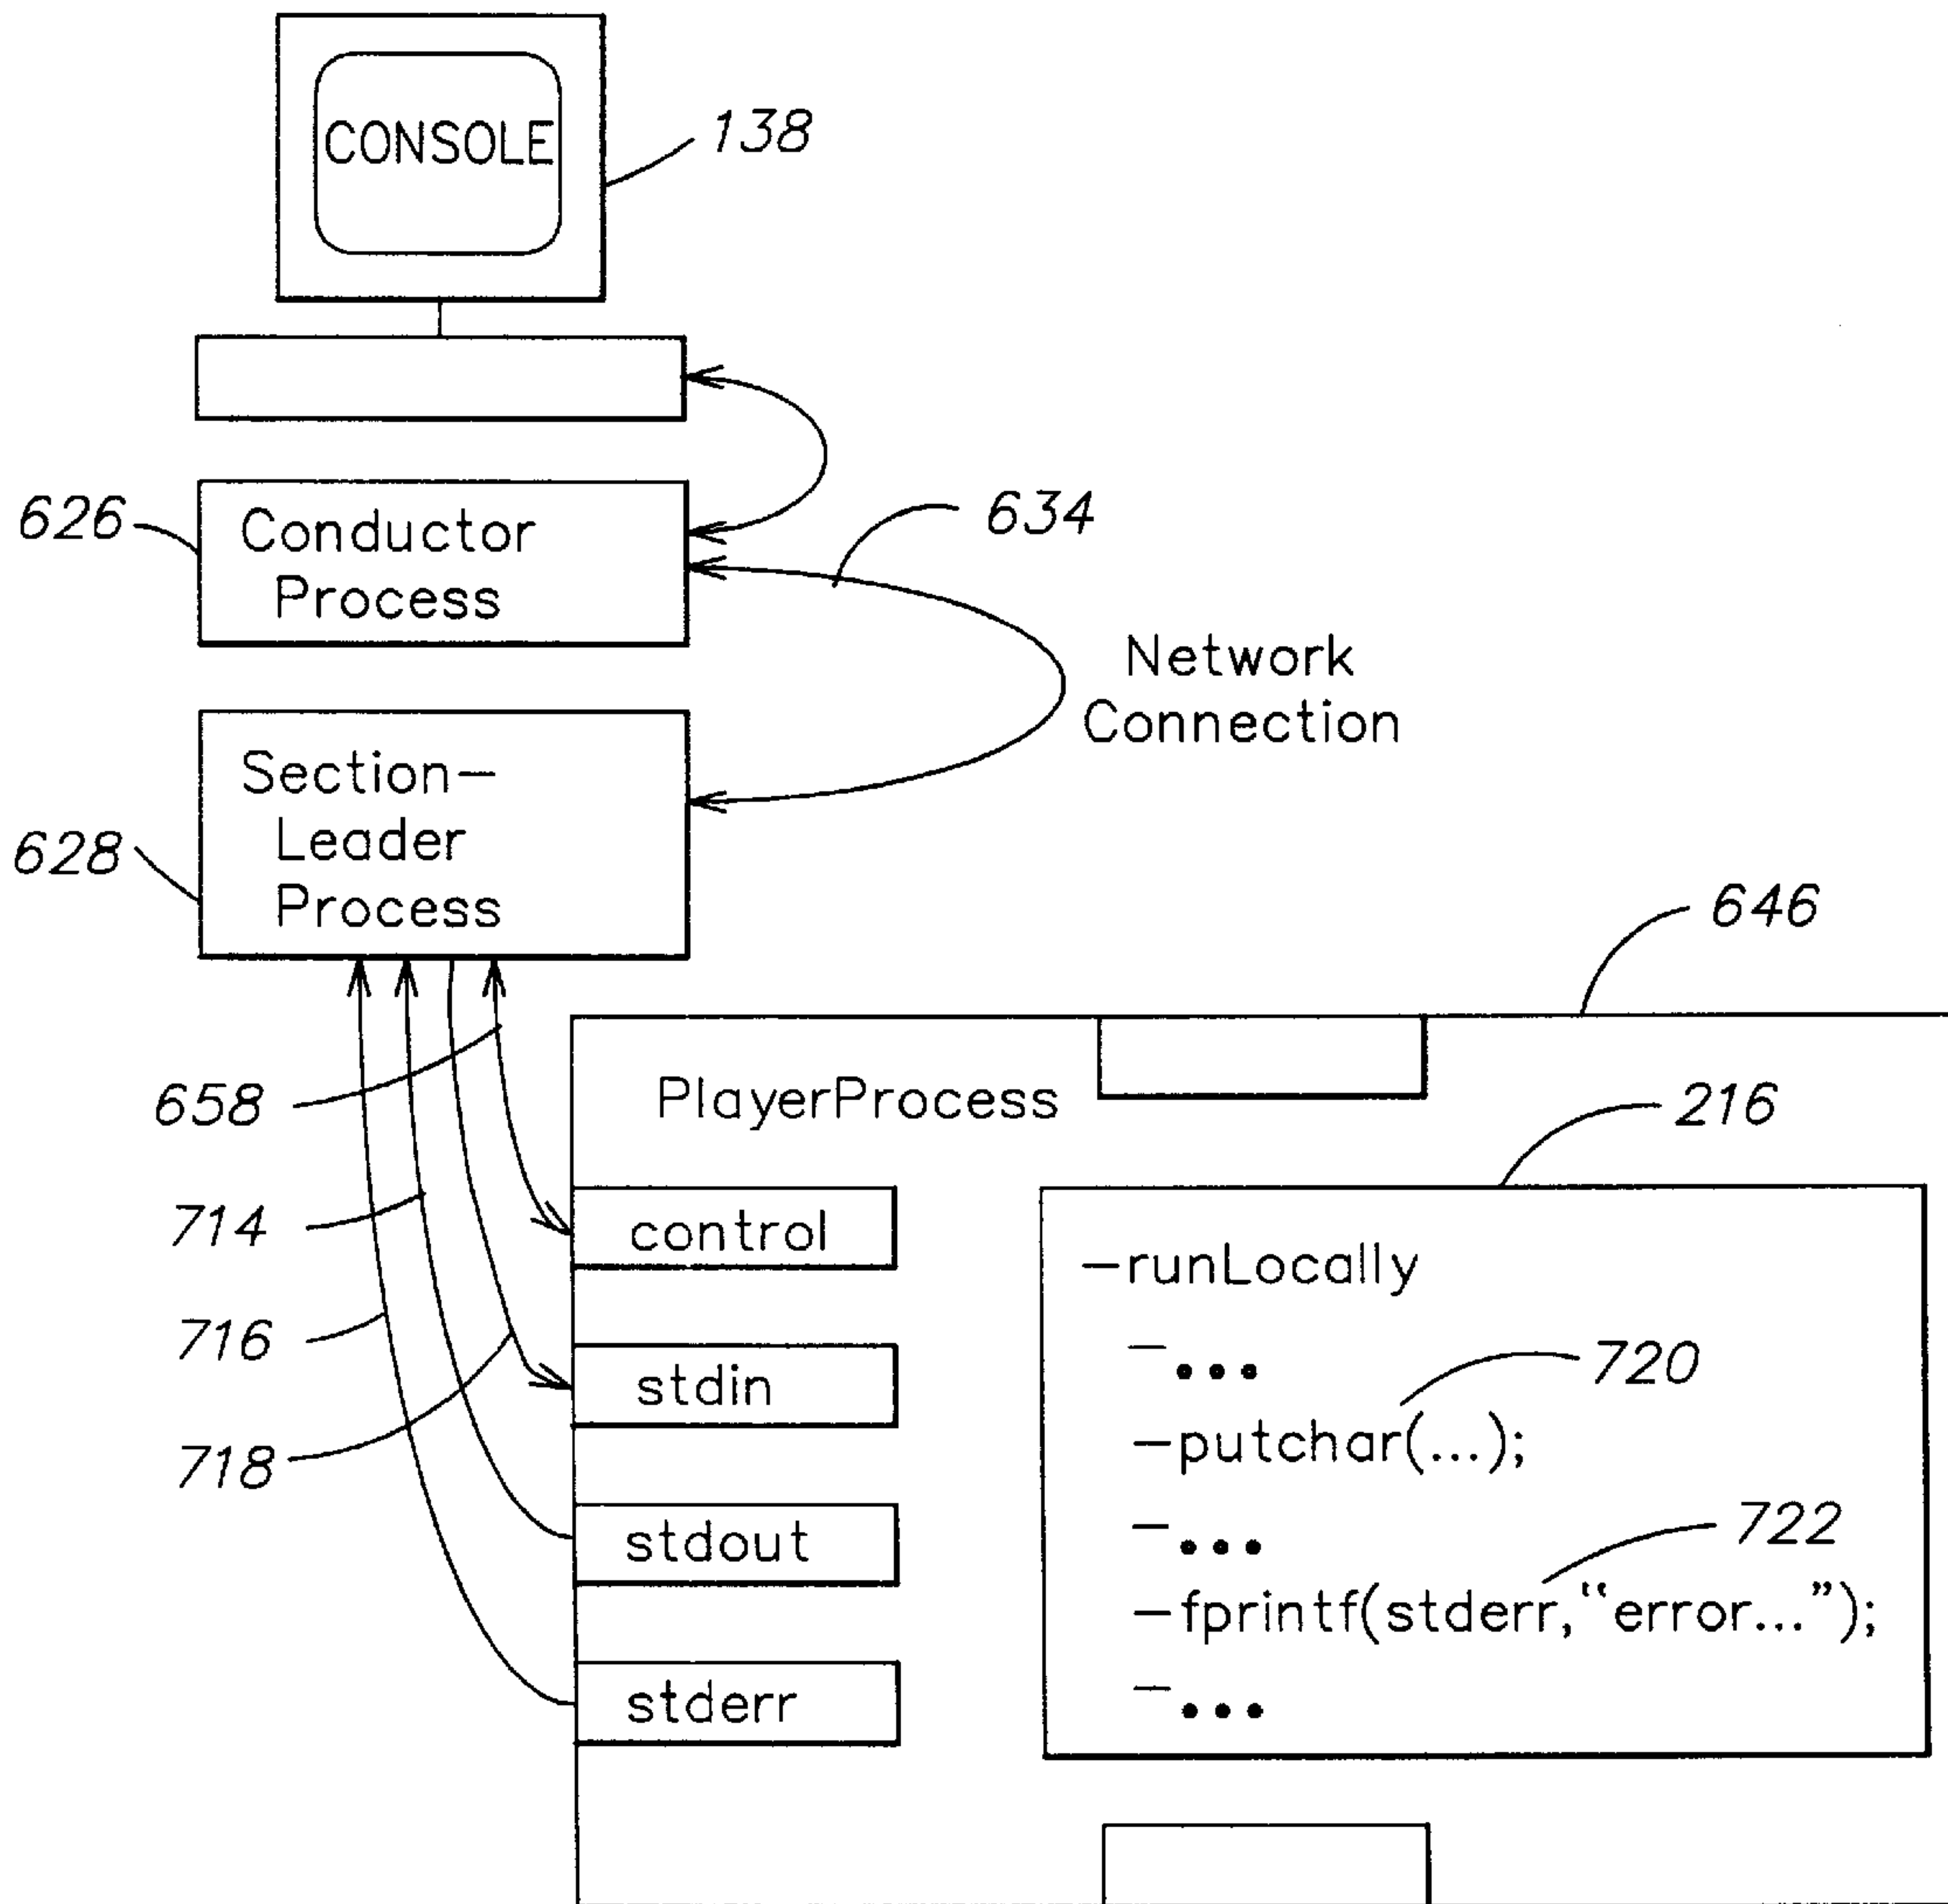 CONSOLE
138
626
Conductor
Process
634
Network
Connection
628
Section-
Leader
Process
646
PlayerProcess
658
216
714
control
-runLocally
716
stdin
-...
720
-putchar(...);
718
stdout
-...
722
-fprintf(stderr,“error...”);
stderr
-...